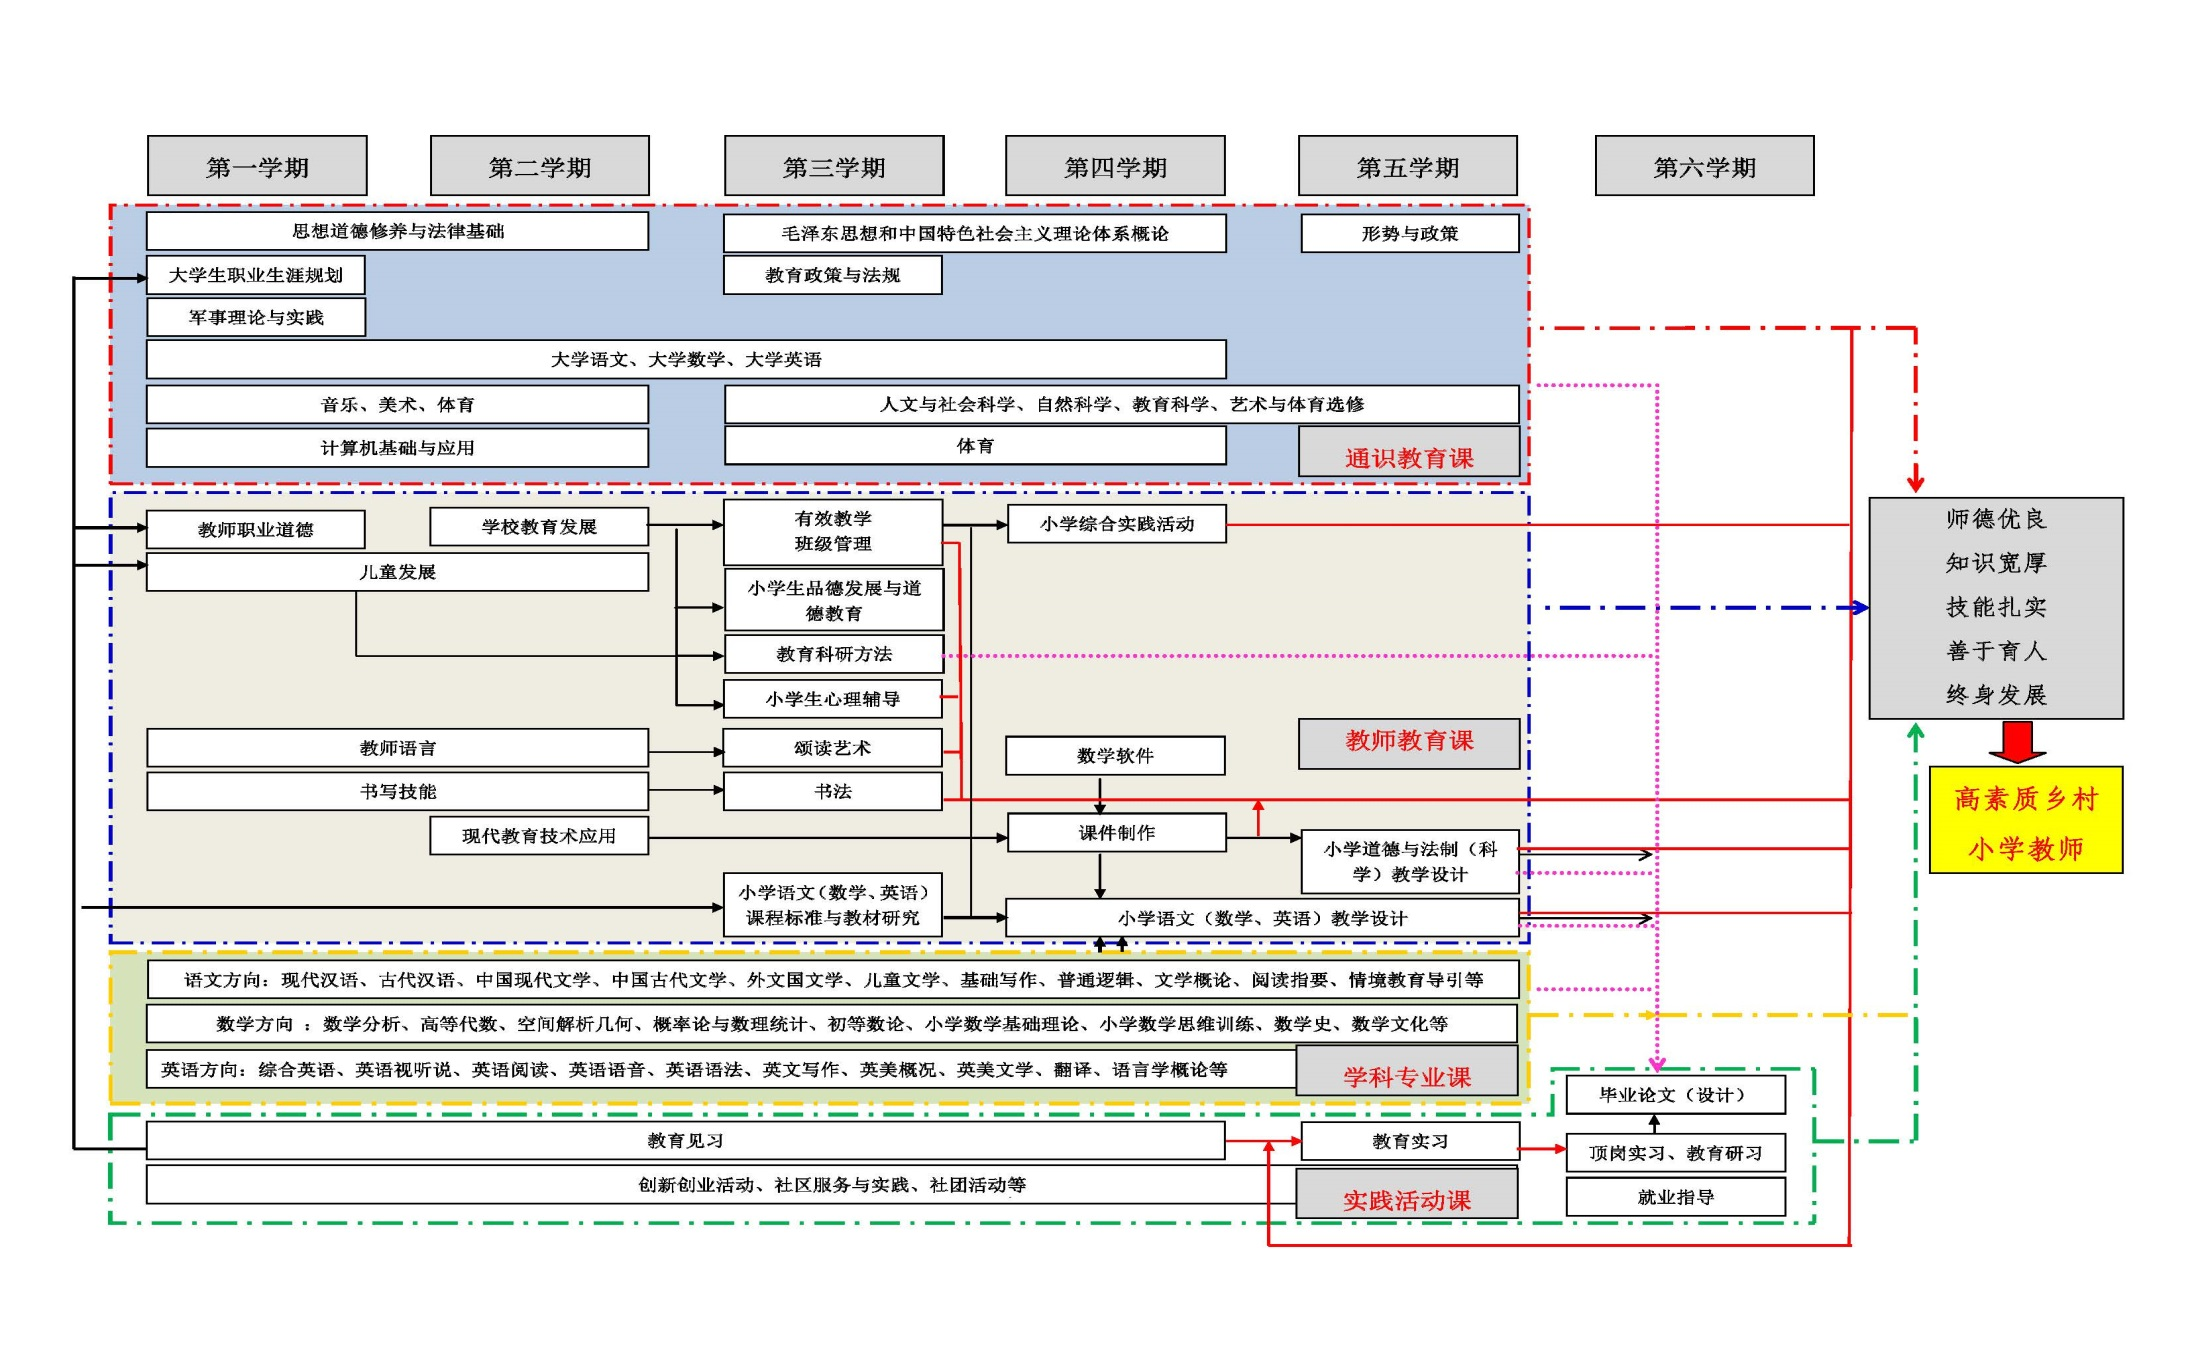 第一学期
第二学期
第三学期
第四学期
第五学期
第六学期
思想道德修养与法律基础
毛泽东思想和中国特色社会主义理论体系概论
形势与政策
大学生职业生涯规划
教育政策与法规
军事理论与实践
大学语文、大学数学、大学英语
音乐、美术、体育
人文与社会科学、自然科学、教育科学、艺术与体育选修
计算机基础与应用
体育
通识教育课
教师职业道德
学校教育发展
有效教学
班级管理
小学综合实践活动
儿童发展
小学生品德发展与道
德教育
教育科研方法
小学生心理辅导
教师语言
颂读艺术
数学软件
教师教育课
书写技能
书法
现代教育技术应用
课件制作
小学道德与法制（科
学）教学设计
小学语文（数学、英语）
课程标准与教材研究
小学语文（数学、英语）教学设计
语文方向：现代汉语、古代汉语、中国现代文学、中国古代文学、外文国文学、儿童文学、基础写作、普通逻辑、文学概论、阅读指要、情境教育导引等
数学方向 ：数学分析、高等代数、空间解析几何、概率论与数理统计、初等数论、小学数学基础理论、小学数学思维训练、数学史、数学文化等
英语方向：综合英语、英语视听说、英语阅读、英语语音、英语语法、英文写作、英美概况、英美文学、翻译、语言学概论等
学科专业课
毕业论文（设计）
教育见习
教育实习
顶岗实习、教育研习
创新创业活动、社区服务与实践、社团活动等
实践活动课
就业指导
师德优良
知识宽厚
技能扎实
善于育人
终身发展
高素质乡村
小学教师